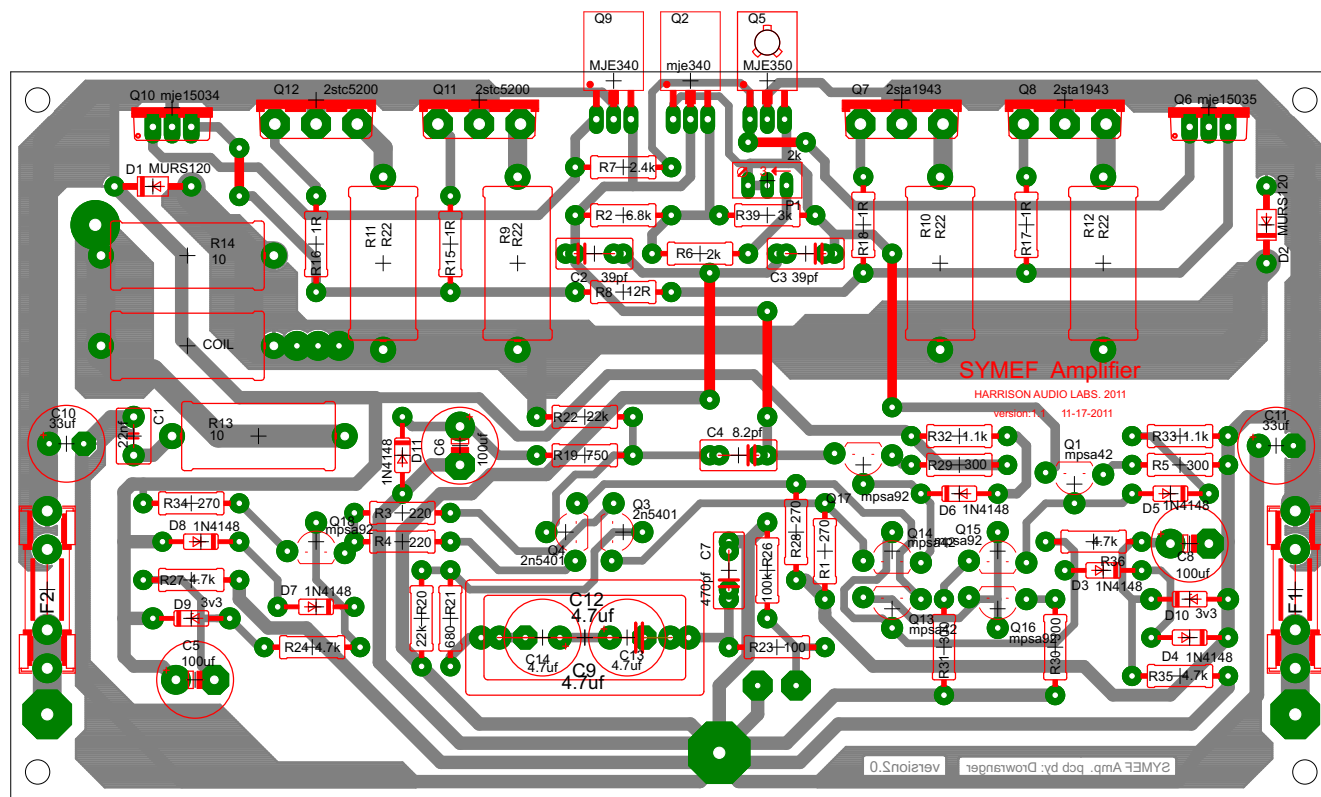 Q9
Q2
Q5
MJE340
mje340
MJE350
Q10 mje15034
Q12 2stc5200
Q11 2stc5200
Q7 2sta1943
Q8 2sta1943
Q6 mje15035
D1 MURS120
R7 2.4k
2k
3
P1
R2 6.8k
R39 3k
R6 2k
C2 39pf
C3 39pf
R8 12R
R16 1R
R11 R22
R15 1R
R9 R22
R18 1R
R10 R22
R17 1R
R12 R22
MURS120
D2
R14
10
COIL
SYMEF Amplifier
HARRISON AUDIO LABS. 2011
version:1.1 11-17-2011
C10
33uf
C1
22pf
R13
10
D11
1N4148
C6
100uf
R22 22k
R19 750
C4 8.2pf
R32 1.1k
R29 300
Q1
mpsa42
R33 1.1k
R5 300
C11
33uf
D6 1N4148
D5 1N4148
Q17
mpsa92
R34 270
D8 1N4148
Q18
mpsa92
R3 220
R4 220
Q3
2n5401
Q4
2n5401
R28 270
R1 270
Q14
mpsa42
Q15
mpsa92
4.7k
R36
C8
100uf
R27 4.7k
D7 1N4148
D9 3v3
C7
470pf
100k R26
D3 1N4148
D10 3v3
F2
F1
22K R20
680 R21
C12
4.7uf
C14
4.7uf
C13
4.7uf
C9
4.7uf
Q13
mpsa42
Q16
mpsa92
R31 300
R30 300
R24 4.7k
C5
100uf
R23 100
D4 1N4148
R35 4.7k
version2.0
SYMEF Amp. pcb by: Drowranger